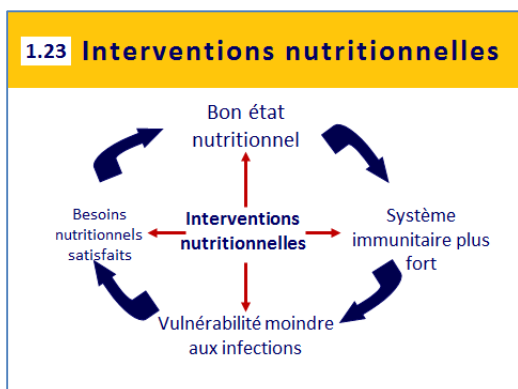 1.23 Interventions nutritionnelles
Bon état
nutritionnel
Besoins
nutritionnels
satisfaits
Interventions
nutritionnelles
Système
immunitaire plus
fort
Vulnérabilité moindre
aux infections